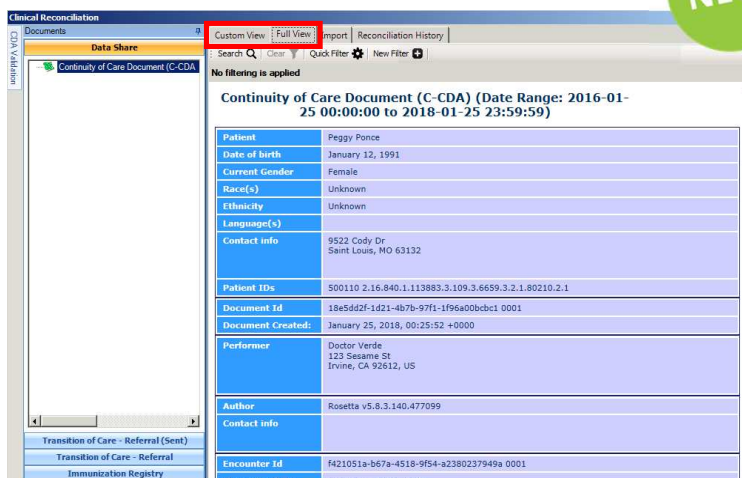 Clinical Reconciliation
CDA Validation
Documents
Data Share
Continuity of Care Document (C-CDA
Transition of Care - Referral (Sent)
Transition of Care - Referral
Immunization Registry
Custom View Full View Import Reconciliation History
Search Clear Quick Filter New Filter
No filtering is applied
Continuity of Care Document (C-CDA) (Date Range: 2016-01-
25 00:00:00 to 2018-01-25 23:59:59)
Patient Peggy Ponce
Date of birth January 12, 1991
Current Gender Female
Race(s) Unknown
Ethnicity Unknown
Language(s)
Contact info 9522 Cody Dr
Saint Louis, MO 63132
Patient IDs 500110 2.16.840.1.113883.3.109.3.6659.3.2.1.80210.2.1
Document Id 18e5dd2f-1d21-4b7b-97f1-1f96a00bcbc1 0001
Document Created: January 25, 2018, 00:25:52 +0000
Performer Doctor Verde
123 Sesame St
Irvine, CA 92612, US
Author Rosetta v5.8.3.140.477099
Contact info
Encounter Id f421051a-b67a-4518-9f54-a2380237949a 0001